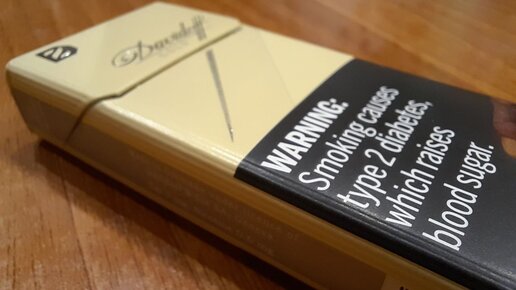 Davidoff
WARNING:
Smoking causes
type 2 diabetes,
which raises
blood sugar.